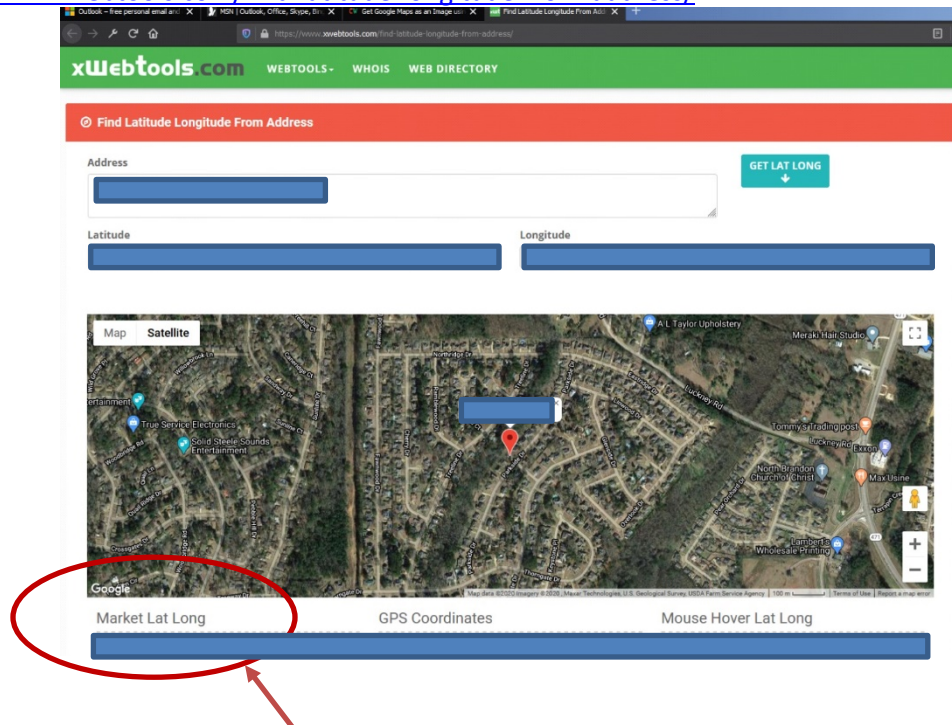 Outlook – free personal email and MSN | Outlook, Office, Skype, Bin Get Google Maps as an Image us Find Latitude Longitude From Add
https://www.xwebtools.com/find-latitude-longitude-from-address/
xWebtools.com WEBTOOLS WHOIS WEB DIRECTORY
Find Latitude Longitude From Address
Address
GET LAT LONG
Latitude Longitude
Map Satellite
A L Taylor Upholstery
Meraki Hair Studio
Northridge Dr
Luckney Rd
ertainment
True Service Electronics
Solid Steele Sounds
Entertainment
Tommy's Trading post
Luckney Rd
Exxon
North Brandon
Church of Christ
Max Usine
471
Lambert's
Wholesale Printing
Google
Map data ©2020 Imagery ©2020, Maxar Technologies, U.S. Geological Survey, USDA Farm Service Agency 100 m Terms of Use Report a map error
Market Lat Long GPS Coordinates Mouse Hover Lat Long